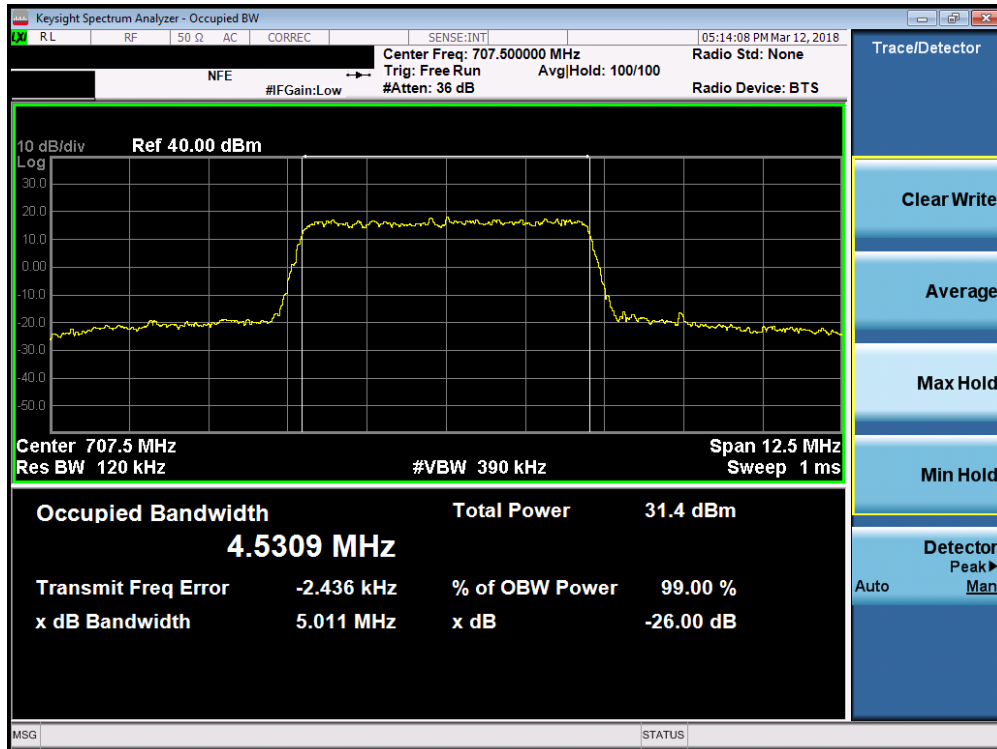 Keysight Spectrum Analyzer - Occupied BW
LXI RL RF 50 Ω AC CORREC SENSE:INT 05:14:08 PM Mar 12, 2018
Center Freq: 707.500000 MHz Radio Std: None
NFE Trig: Free Run Avg|Hold: 100/100
#IFGain:Low #Atten: 36 dB Radio Device: BTS
10 dB/div Ref 40.00 dBm
Log
30.0
20.0
10.0
0.00
-10.0
-20.0
-30.0
-40.0
-50.0
Center 707.5 MHz Span 12.5 MHz
Res BW 120 kHz #VBW 390 kHz Sweep 1 ms
Occupied Bandwidth Total Power 31.4 dBm
4.5309 MHz
Transmit Freq Error -2.436 kHz % of OBW Power 99.00 %
x dB Bandwidth 5.011 MHz x dB -26.00 dB
MSG STATUS
Trace/Detector
Clear Write
Average
Max Hold
Min Hold
Detector
Peak▶
Auto Man